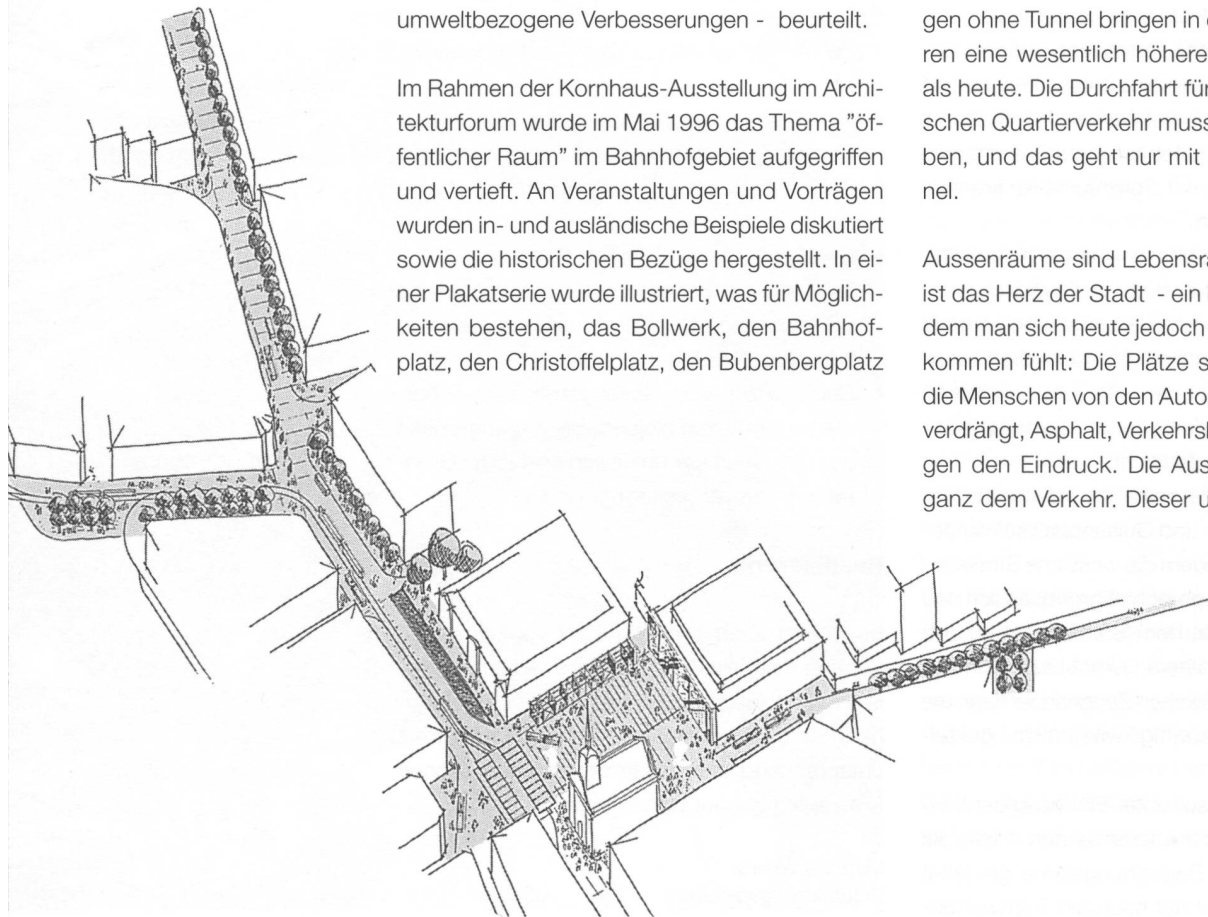 umweltbezogene Verbesserungen - beurteilt.
Im Rahmen der Kornhaus-Ausstellung im Archi-
tekturforum wurde im Mai 1996 das Thema ”öf-
fentlicher Raum” im Bahnhofgebiet aufgegriffen
und vertieft. An Veranstaltungen und Vorträgen
wurden in- und ausländische Beispiele diskutiert
sowie die historischen Bezüge hergestellt. In ei-
ner Plakatserie wurde illustriert, was für Möglich-
keiten bestehen, das Bollwerk, den Bahnhof-
platz, den Christoffelplatz, den Bubenbergplatz
gen ohne Tunnel bringen in
ren eine wesentlich höhere
als heute. Die Durchfahrt für
schen Quartierverkehr muss
ben, und das geht nur mit
nel.
Aussenräume sind
ist das Herz der Stadt - ein
dem man sich heute jedoch
kommen fühlt: Die Plätze
die Menschen von den
verdrängt, Asphalt,
gen den Eindruck. Die
ganz dem Verkehr. Dieser